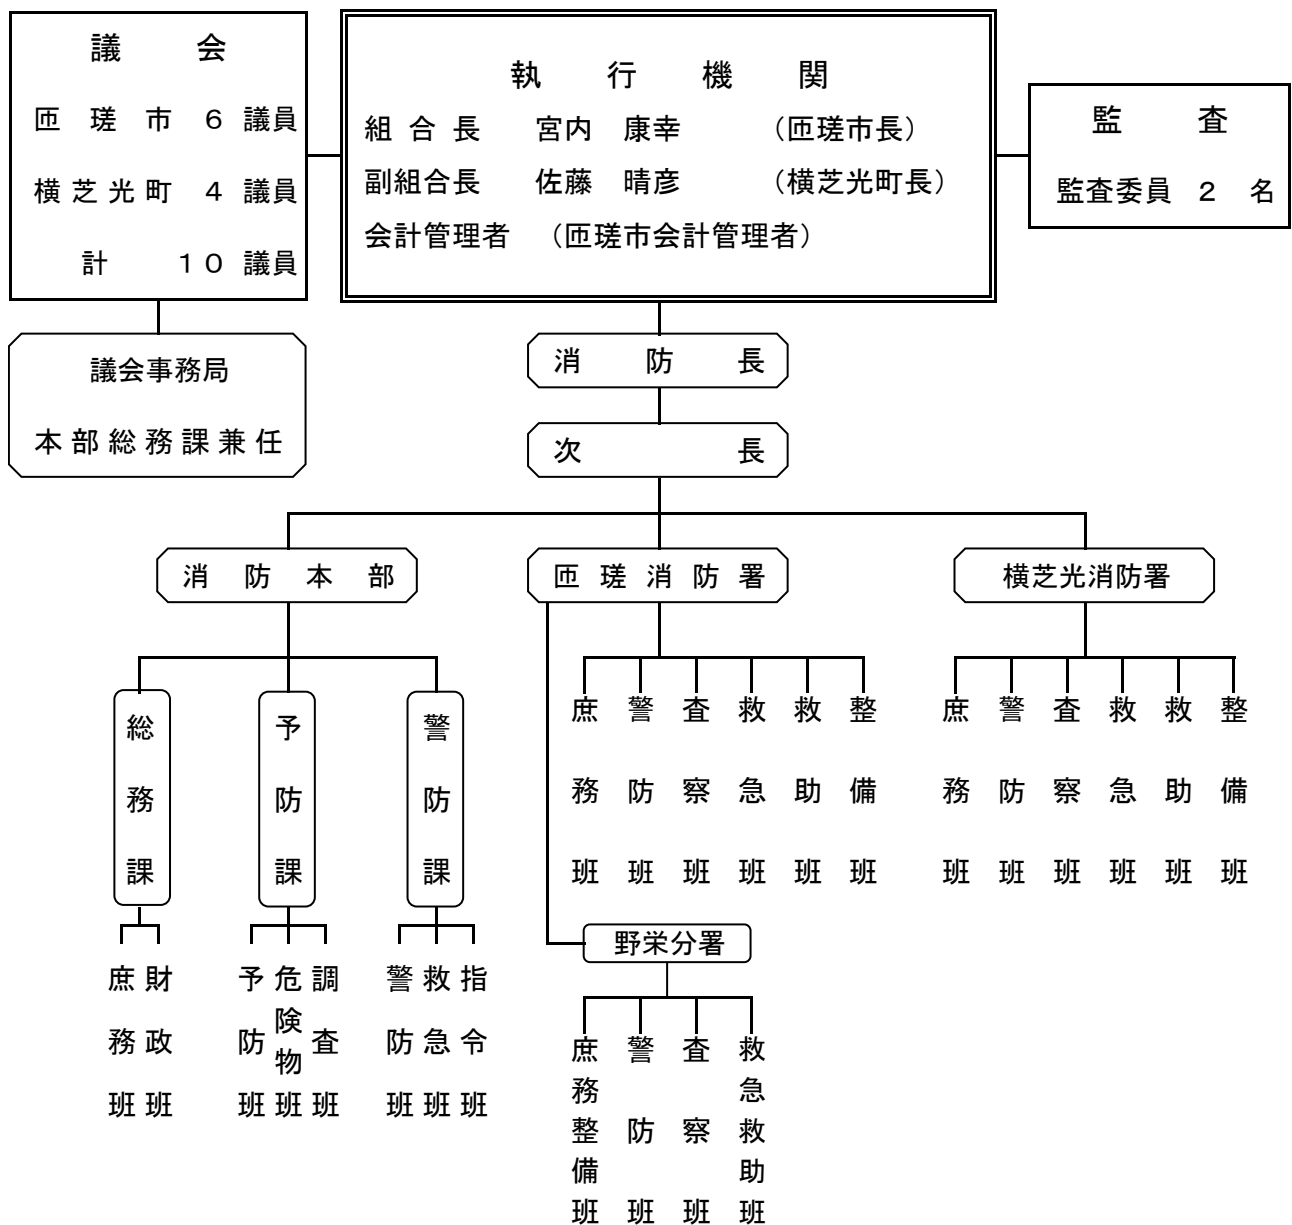 議会
匝瑳市 6 議員
横芝光町 4 議員
計 10 議員
執行機関
組合長 宮内 康幸 (匝瑳市長)
副組合長 佐藤 晴彦 (横芝光町長)
会計管理者 (匝瑳市会計管理者)
監査
監査委員 2 名
議会事務局
本部総務課兼任
消防長
次長
消防本部
匝瑳消防署
横芝光消防署
総務課
予防課
警防課
庶務班
財政班
予防班
危険物班
調査班
警防班
救急班
指令班
庶務班
警防班
査察班
救急班
救助班
整備班
野栄分署
庶務整備班
警防班
査察班
救急救助班
庶務班
警防班
査察班
救急班
救助班
整備班